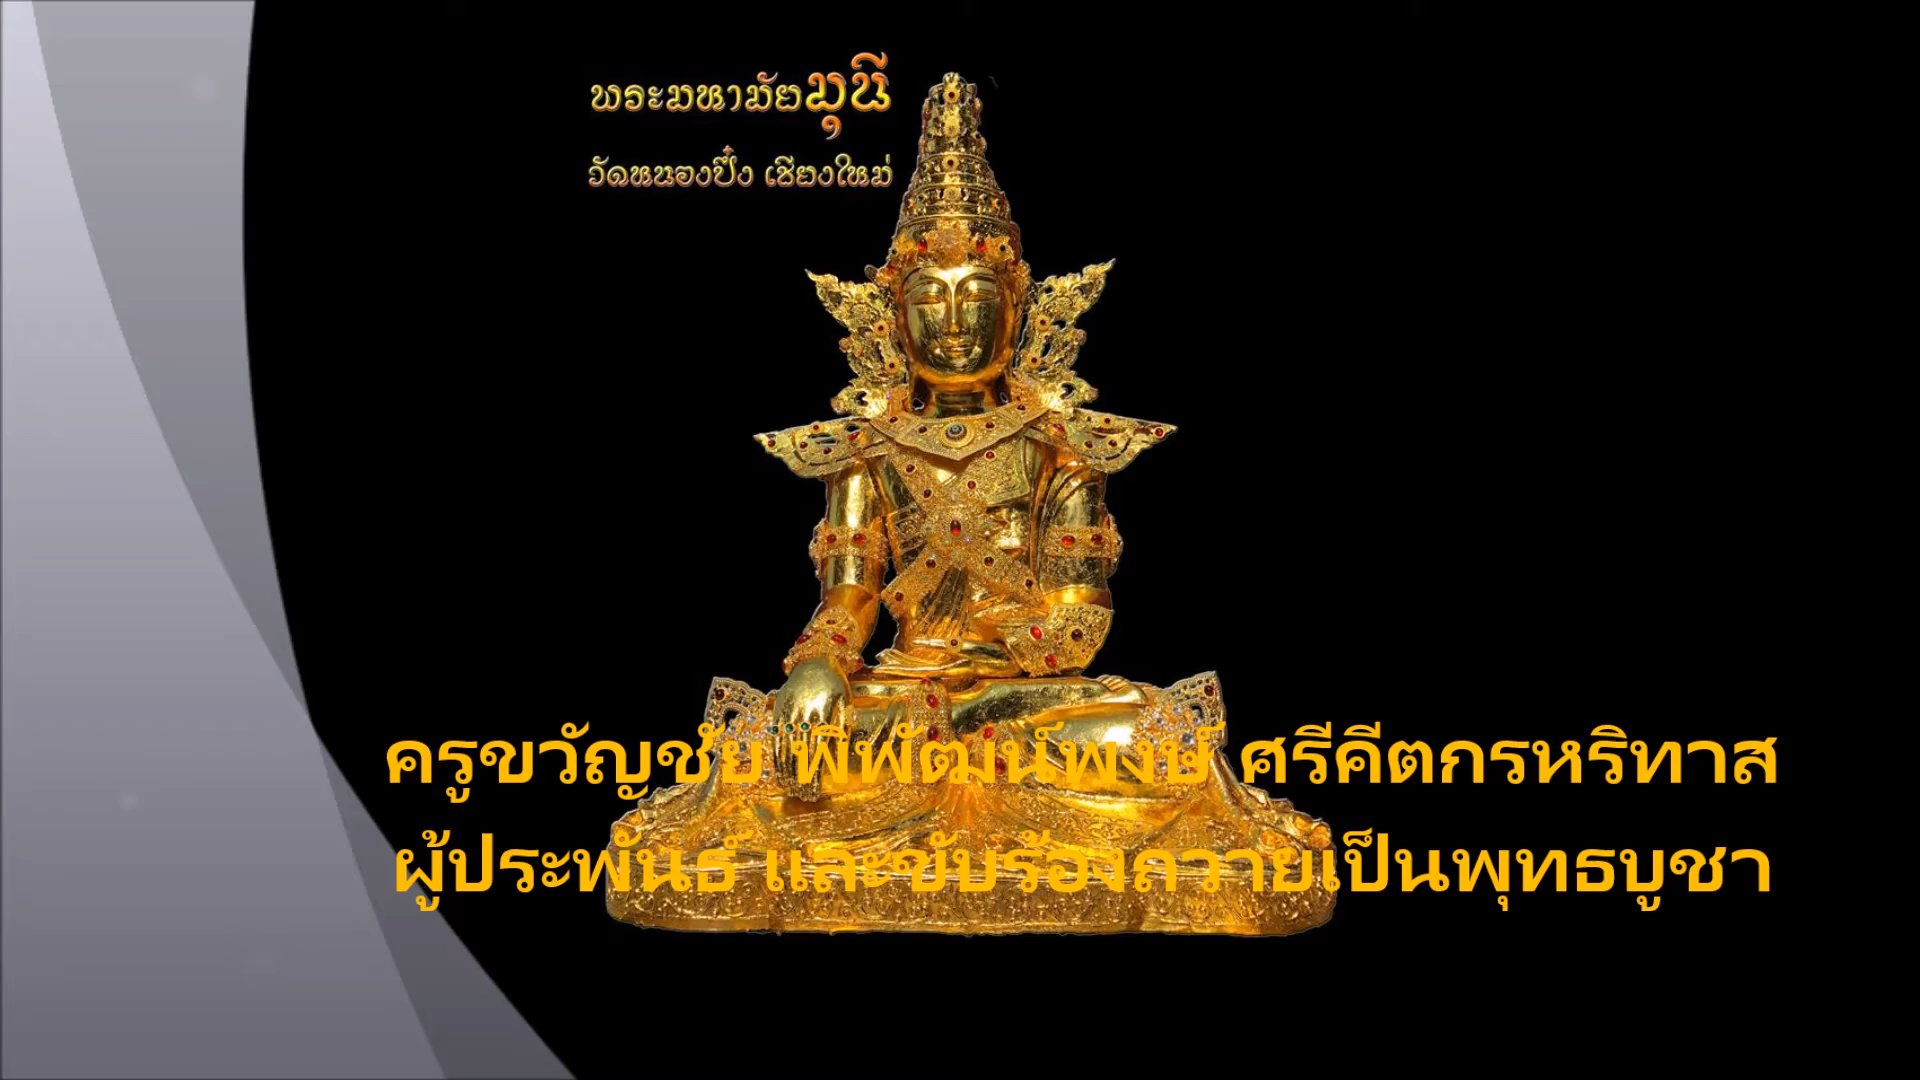 พระมหามัยมุนี
วัดหนองปึ๋ง เชียงใหม่
ครูขวัญชัย พิพัฒน์พงษ์ ศรีคีตกรหริทาส
ผู้ประพันธ์ และขับร้องถวายเป็นพุทธบูชา